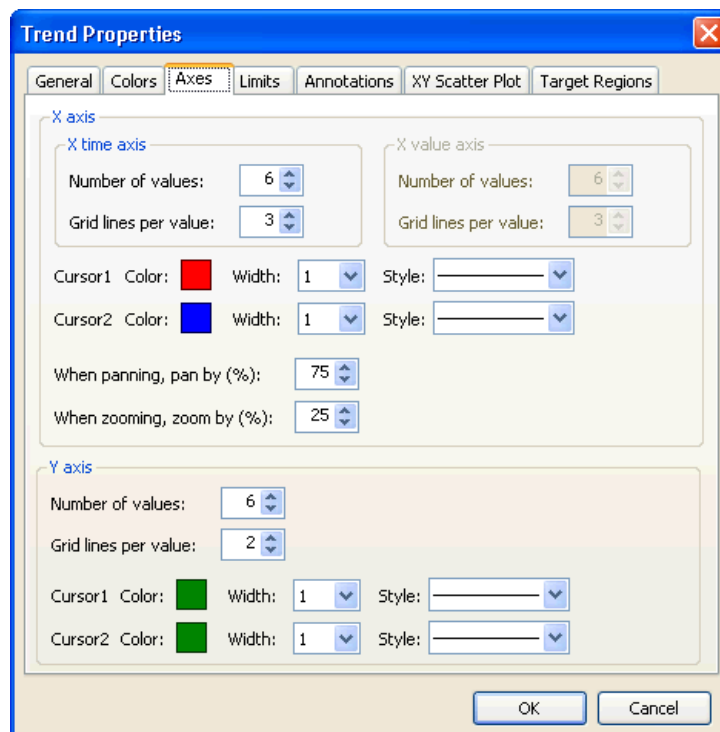 Trend Properties
General Colors Axes Limits Annotations XY Scatter Plot Target Regions
X axis
X time axis
Number of values: 6
Grid lines per value: 3
X value axis
Number of values: 6
Grid lines per value: 3
Cursor1 Color: Width: 1 Style:
Cursor2 Color: Width: 1 Style:
When panning, pan by (%): 75
When zooming, zoom by (%): 25
Y axis
Number of values: 6
Grid lines per value: 2
Cursor1 Color: Width: 1 Style:
Cursor2 Color: Width: 1 Style:
OK Cancel